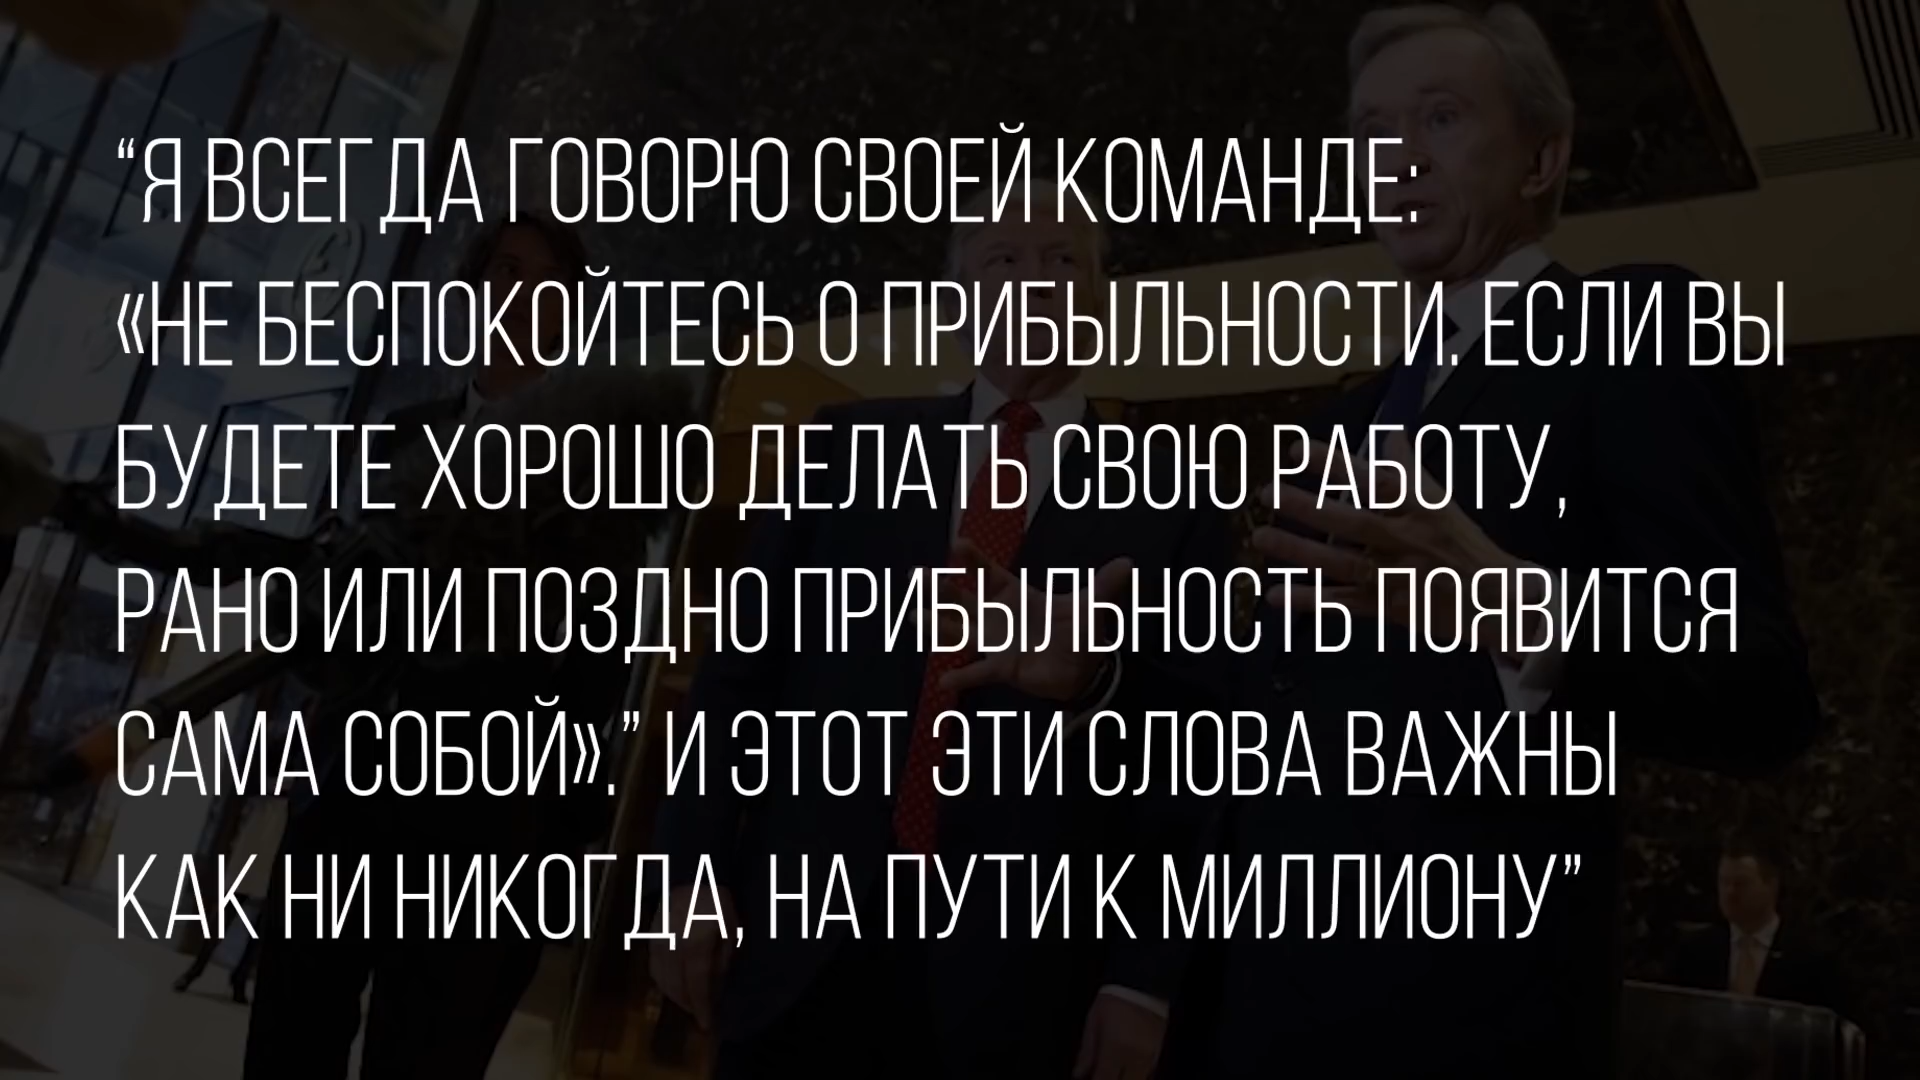 “Я ВСЕГДА ГОВОРЮ СВОЕЙ КОМАНДЕ:
«НЕ БЕСПОКОЙТЕСЬ О ПРИБЫЛЬНОСТИ. ЕСЛИ ВЫ
БУДЕТЕ ХОРОШО ДЕЛАТЬ СВОЮ РАБОТУ,
РАНО ИЛИ ПОЗДНО ПРИБЫЛЬНОСТЬ ПОЯВИТСЯ
САМА СОБОЙ».” И ЭТОТ ЭТИ СЛОВА ВАЖНЫ
КАК НИ НИКОГДА, НА ПУТИ К МИЛЛИОНУ”